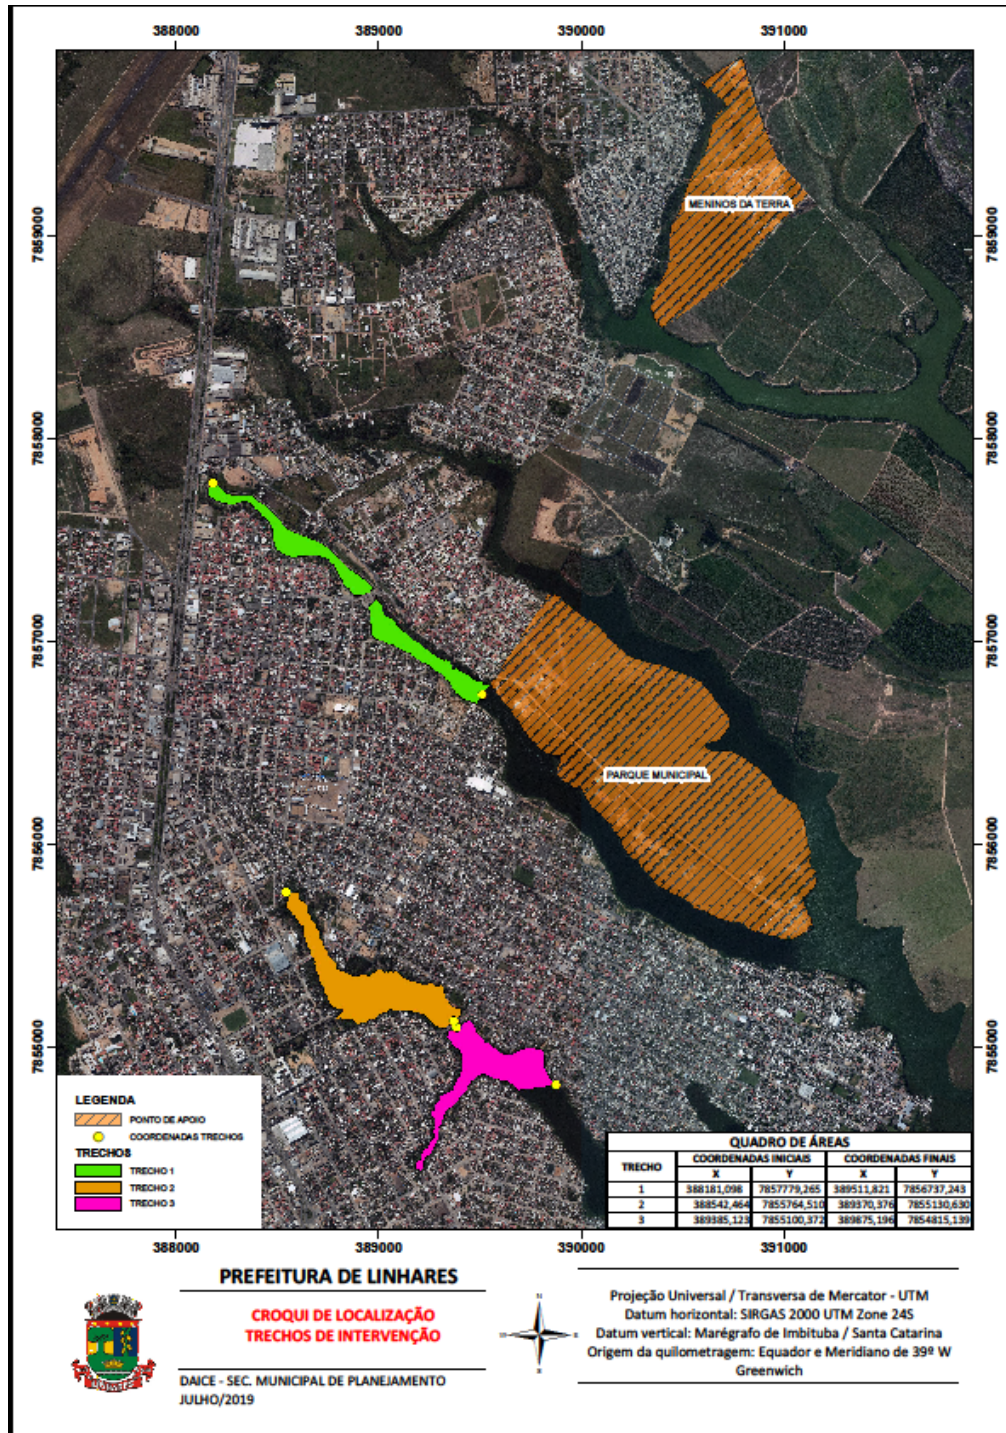 388000 389000 390000 391000
7859000 7859000
MENINOS DA TERRA
7858000 7858000
7857000 7857000
PARQUE MUNICIPAL
7856000 7856000
7855000 7855000
LEGENDA
PONTO DE APOIO
COORDENADAS TRECHOS
TRECHOS
TRECHO 1
TRECHO 2
TRECHO 3
QUADRO DE ÁREAS
TRECHO COORDENADAS INICIAIS COORDENADAS FINAIS
X Y X Y
1 388181,098 7857779,265 389511,821 7856737,243
2 388542,464 7855764,510 389370,376 7855130,630
3 389385,123 7855100,372 389875,196 7854815,139
388000 389000 390000 391000
PREFEITURA DE LINHARES
CROQUI DE LOCALIZAÇÃO
TRECHOS DE INTERVENÇÃO
DAICE - SEC. MUNICIPAL DE PLANEJAMENTO
JULHO/2019
Projeção Universal / Transversa de Mercator - UTM
Datum horizontal: SIRGAS 2000 UTM Zone 24S
Datum vertical: Marégrafo de Imbituba / Santa Catarina
Origem da quilometragem: Equador e Meridiano de 39º W
Greenwich